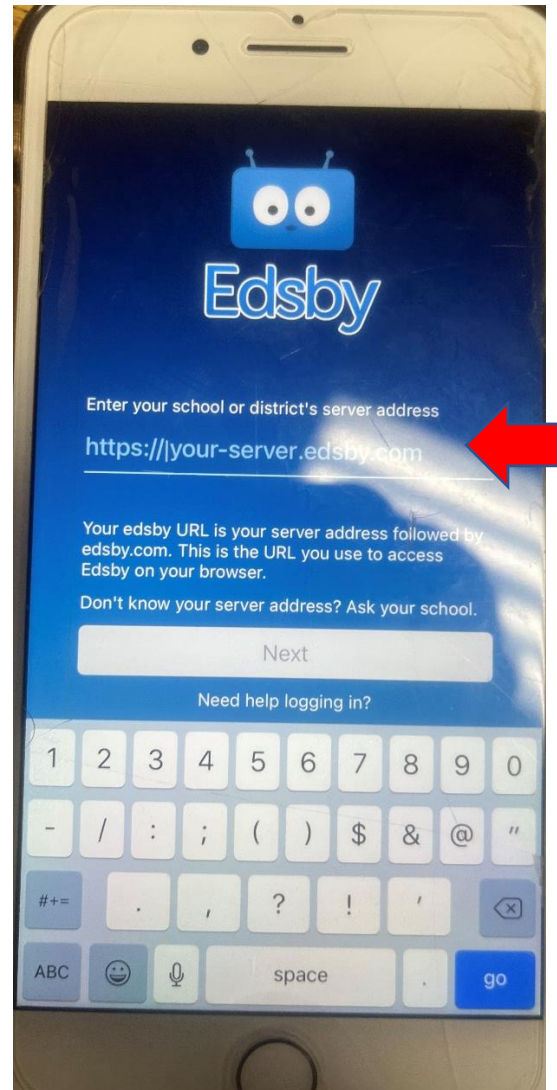 Edsby
Enter your school or district's server address
https://|your-server.edsby.com
Your edsby URL is your server address followed by
edsby.com. This is the URL you use to access
Edsby on your browser.
Don't know your server address? Ask your school.
Next
Need help logging in?
1 2 3 4 5 6 7 8 9 0
- / : ; ( ) $ & @ "
#+= . , ? ! '
ABC space . go